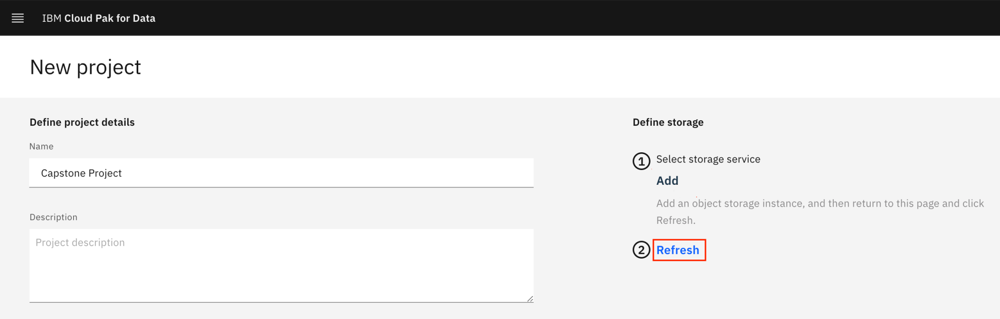 IBM Cloud Pak for Data
New project
Define project details
Name
Capstone Project
Description
Project description
Define storage
1 Select storage service
Add
Add an object storage instance, and then return to this page and click
Refresh.
2 Refresh